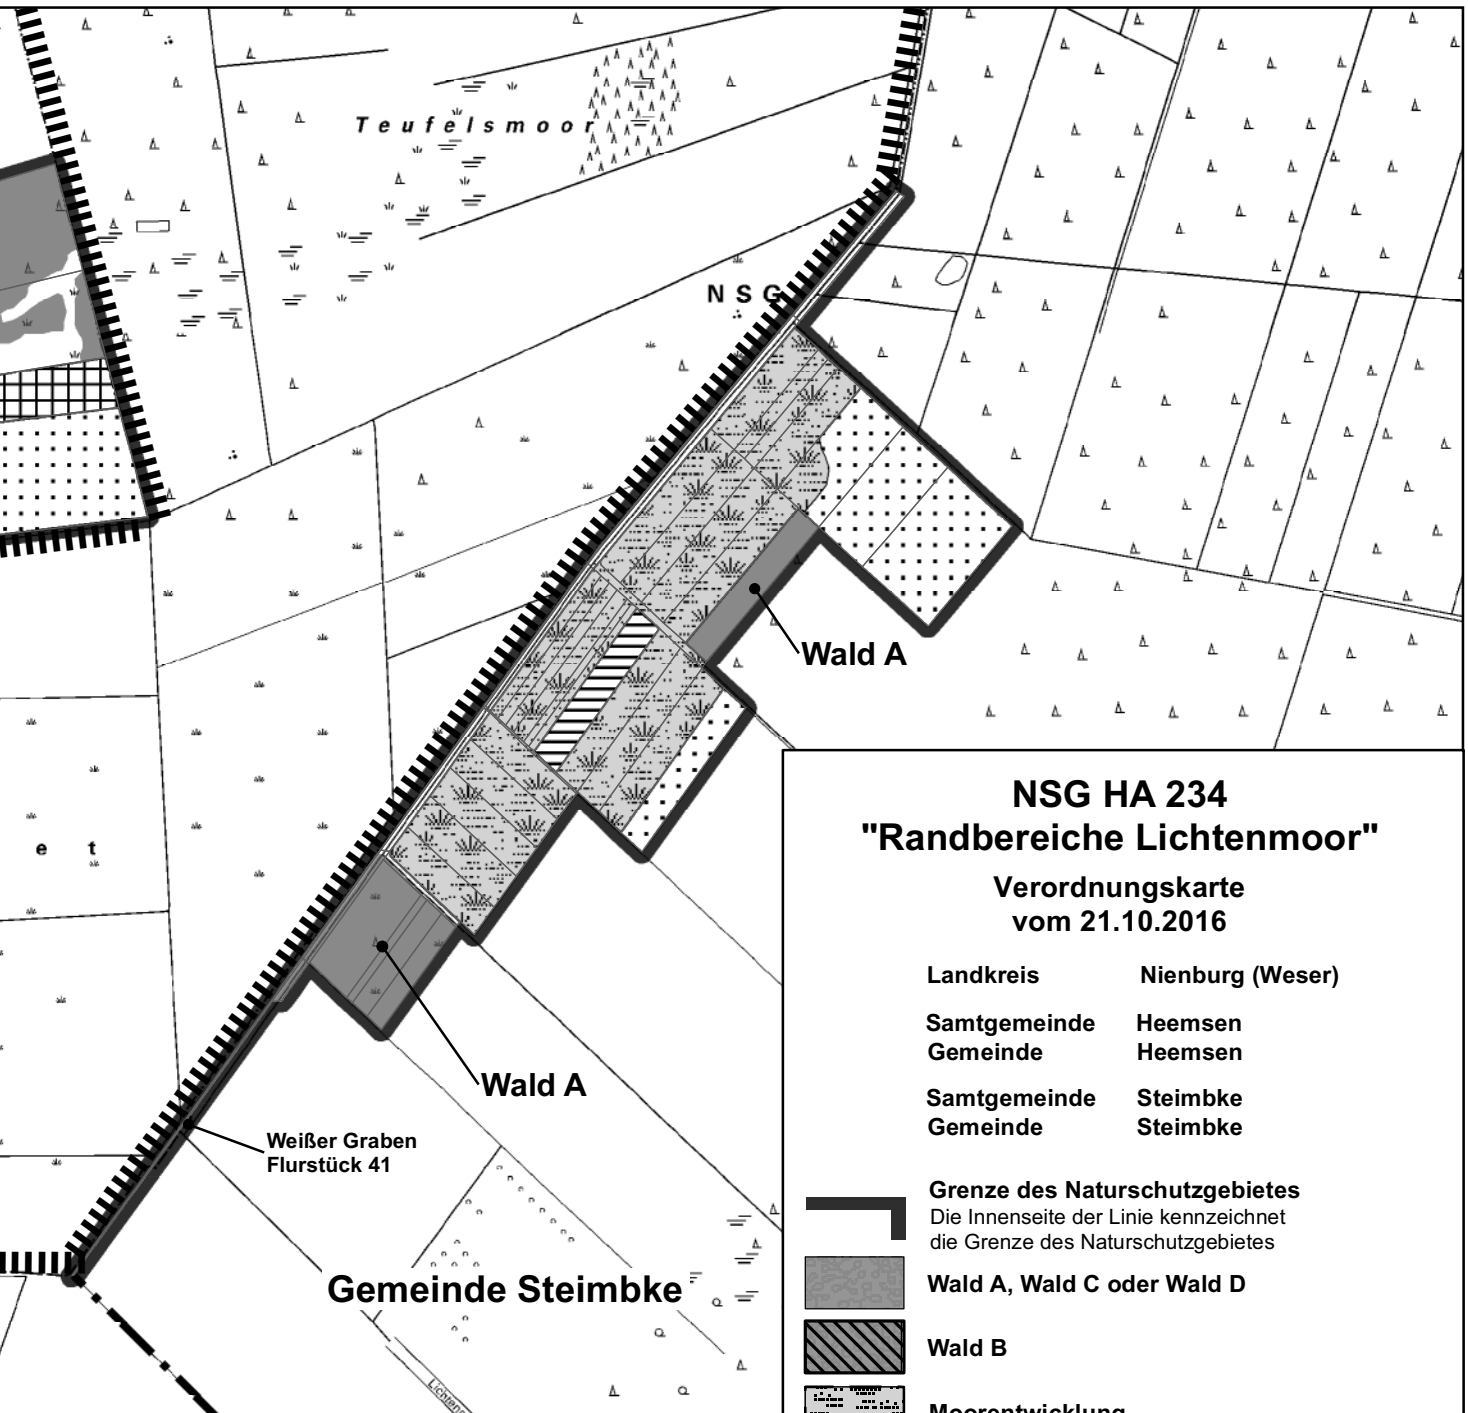 Teufelsmoor
NSG
Wald A
e t
Wald A
Weißer Graben
Flurstück 41
Gemeinde Steimbke
NSG HA 234
"Randbereiche Lichtenmoor"
Verordnungskarte
vom 21.10.2016
Landkreis Nienburg (Weser)
Samtgemeinde Heemsen
Gemeinde Heemsen
Samtgemeinde Steimbke
Gemeinde Steimbke
Grenze des Naturschutzgebietes
Die Innenseite der Linie kennzeichnet
die Grenze des Naturschutzgebietes
Wald A, Wald C oder Wald D
Wald B
Moorentwicklung